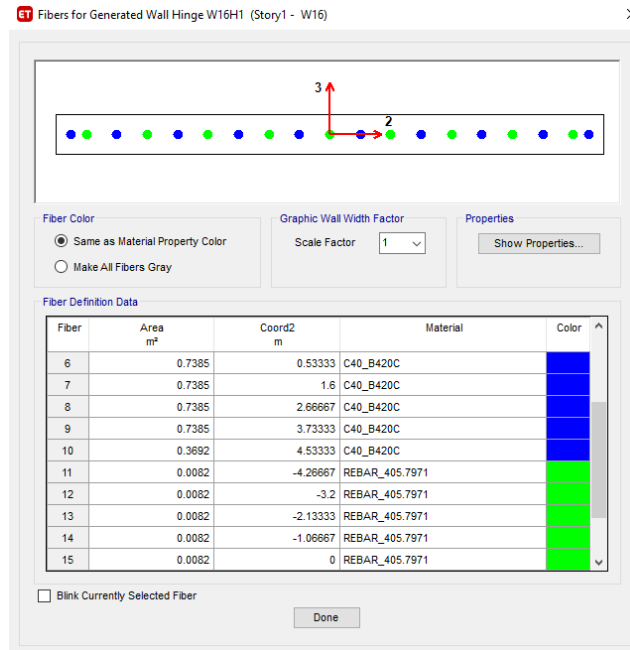 ET Fibers for Generated Wall Hinge W16H1 (Story1 - W16)
3
2
Fiber Color
Same as Material Property Color
Make All Fibers Gray
Graphic Wall Width Factor
Scale Factor 1
Properties
Show Properties...
Fiber Definition Data
Fiber Area Coord2 Material Color
m² m
6 0.7385 0.53333 C40_B420C
7 0.7385 1.6 C40_B420C
8 0.7385 2.66667 C40_B420C
9 0.7385 3.73333 C40_B420C
10 0.3692 4.53333 C40_B420C
11 0.0082 -4.26667 REBAR_405.7971
12 0.0082 -3.2 REBAR_405.7971
13 0.0082 -2.13333 REBAR_405.7971
14 0.0082 -1.06667 REBAR_405.7971
15 0.0082 0 REBAR_405.7971
Blink Currently Selected Fiber
Done